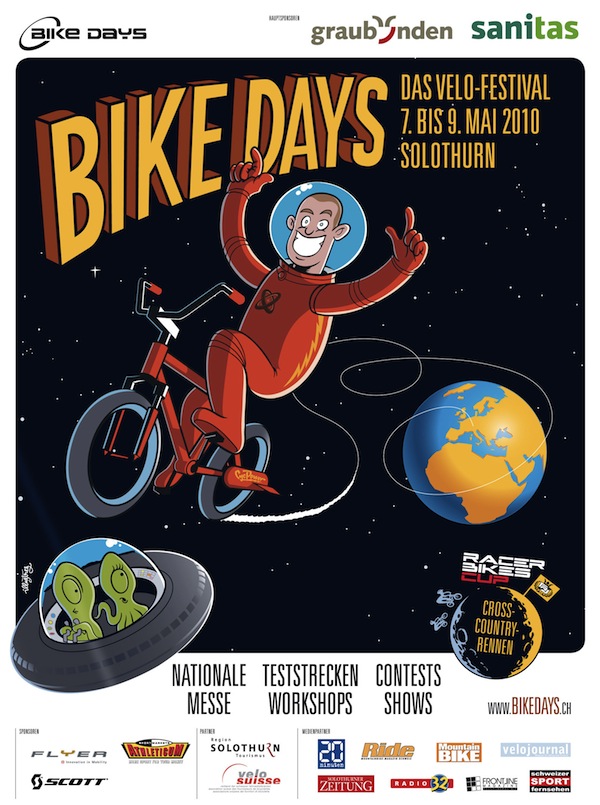 BIKE DAYS
HAUPTSPONSOREN
graubünden
sanitas
BIKE DAYS
DAS VELO-FESTIVAL
7. BIS 9. MAI 2010
SOLOTHURN
RACER
BIKES
CUP
CROSS-
COUNTRY-
RENNEN
NATIONALE
MESSE
TESTSTRECKEN
WORKSHOPS
CONTESTS
SHOWS
WWW.BIKEDAYS.CH
SPONSOREN
FLYER
ATHLETICUM
SCOTT
PARTNER
Region
SOLOTHURN
Tourismus
velo
suisse
MEDIENPARTNER
20
minuten
Ride
Mountain
BIKE
velojournal
SOLOTHURNER
ZEITUNG
RADIO 32
FRONTLINE
schweizer
SPORT
fernsehen